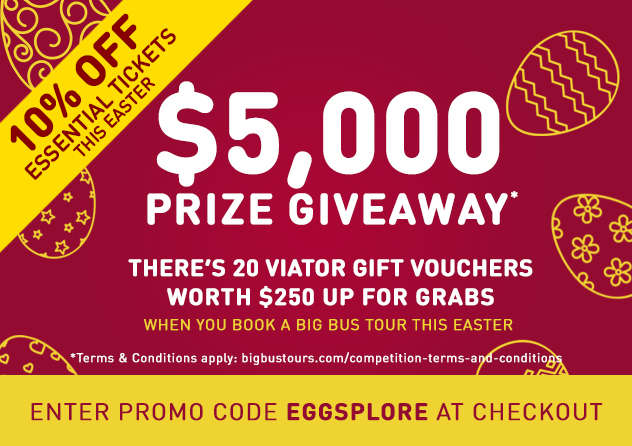 10% OFF
ESSENTIAL TICKETS
THIS EASTER
$5,000
PRIZE GIVEAWAY*
THERE'S 20 VIATOR GIFT VOUCHERS
WORTH $250 UP FOR GRABS
WHEN YOU BOOK A BIG BUS TOUR THIS EASTER
*Terms & Conditions apply: bigbustours.com/competition-terms-and-conditions
ENTER PROMO CODE EGGSPLORE AT CHECKOUT